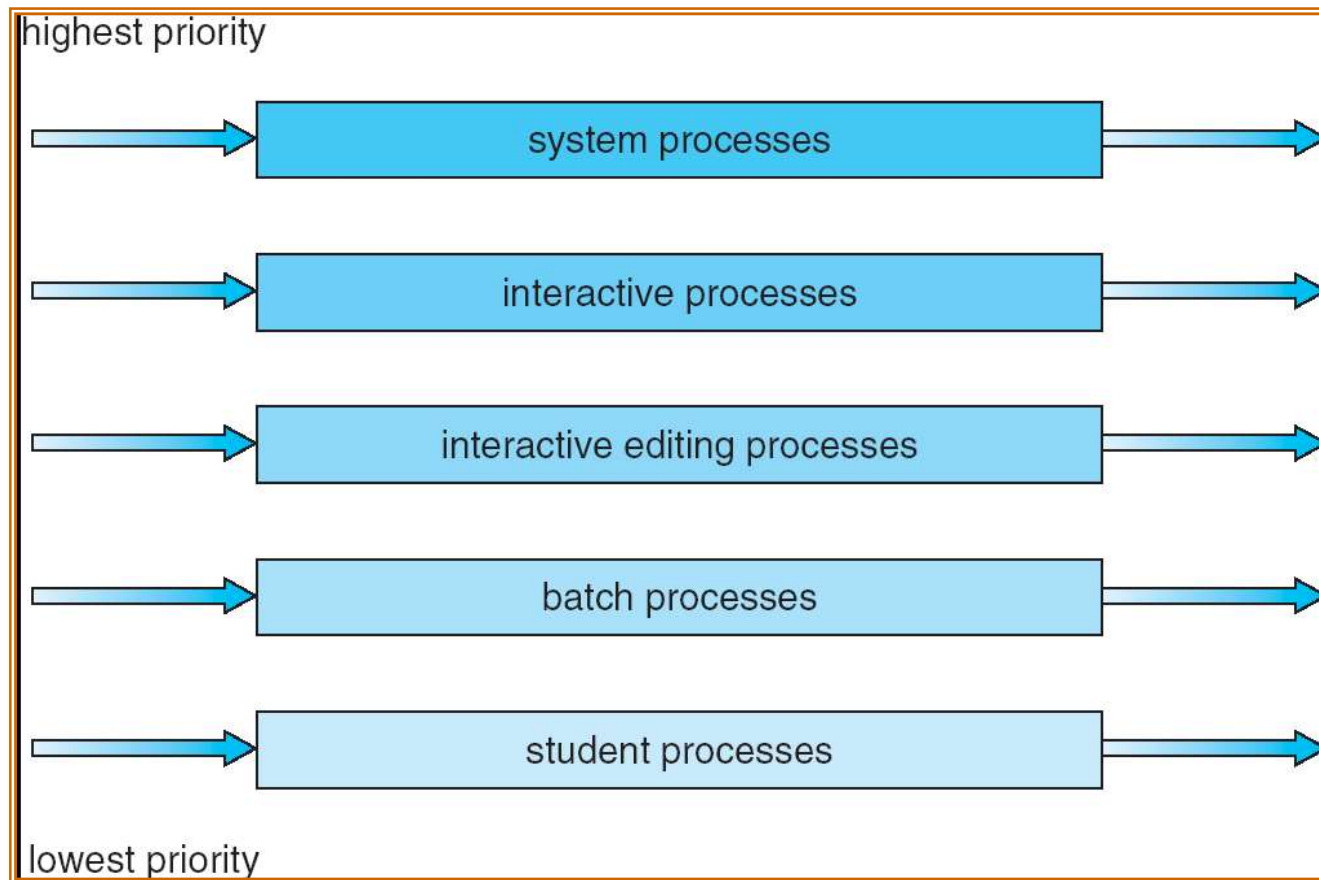 highest priority
system processes
interactive processes
interactive editing processes
batch processes
student processes
lowest priority